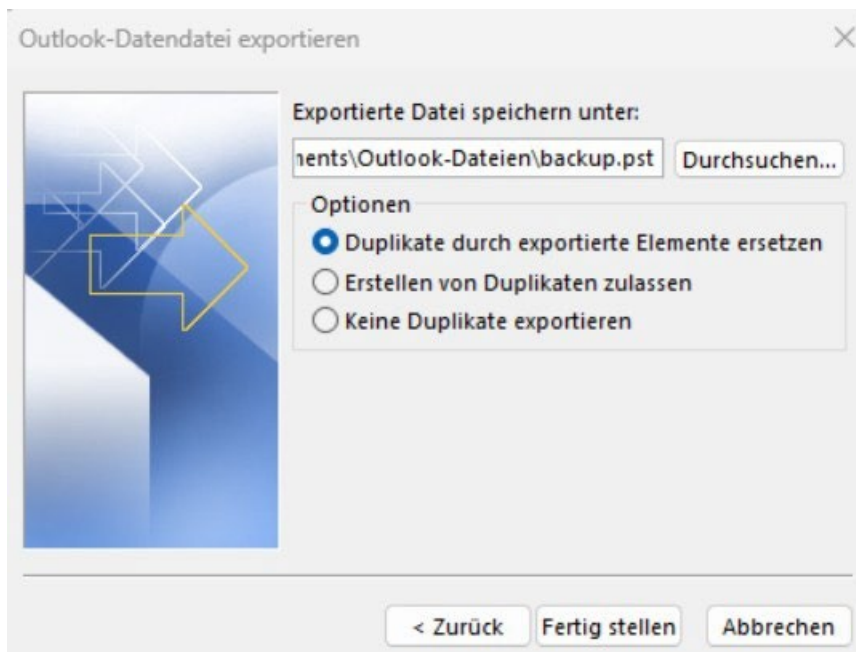 Outlook-Datendatei exportieren
Exportierte Datei speichern unter:
nents\Outlook-Dateien\backup.pst
Durchsuchen...
Optionen
Duplikate durch exportierte Elemente ersetzen
Erstellen von Duplikaten zulassen
Keine Duplikate exportieren
< Zurück
Fertig stellen
Abbrechen